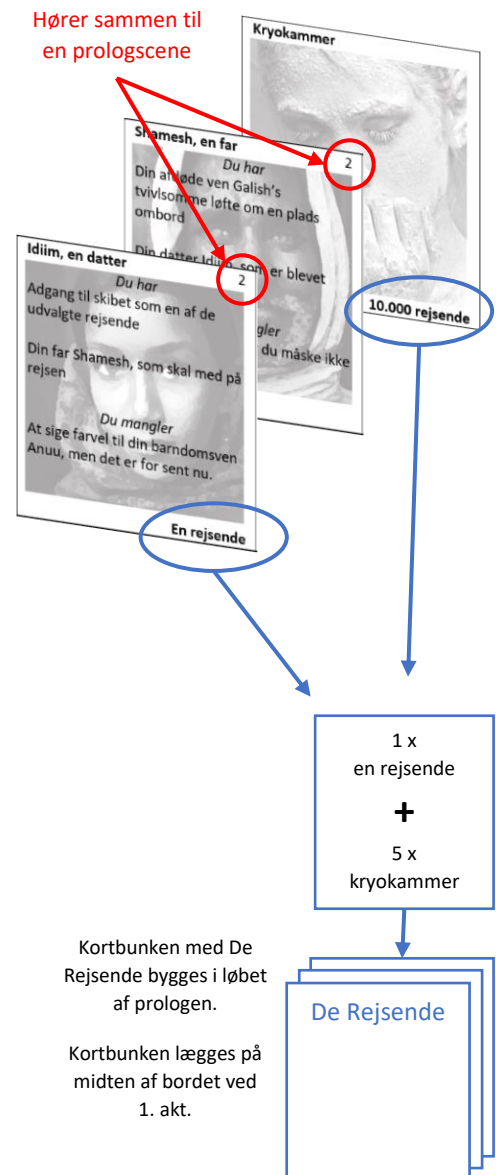 Hører sammen til
en prologscene
Kryokammer
10.000 rejsende
Shamesh, en far
2
Du har
Din afdøde ven Galish's
tvivlsomme løfte om en plads
ombord
Din datter Idiim, som er blevet
du måske ikke
Idiim, en datter
2
Du har
Adgang til skibet som en af de
udvalgte rejsende
Din far Shamesh, som skal med på
rejsen
Du mangler
At sige farvel til din barndomsven
Anuu, men det er for sent nu.
En rejsende
1 x
en rejsende
+
5 x
kryokammer
Kortbunken med De
Rejsende bygges i løbet
af prologen.
Kortbunken lægges på
midten af bordet ved
1. akt.
De Rejsende